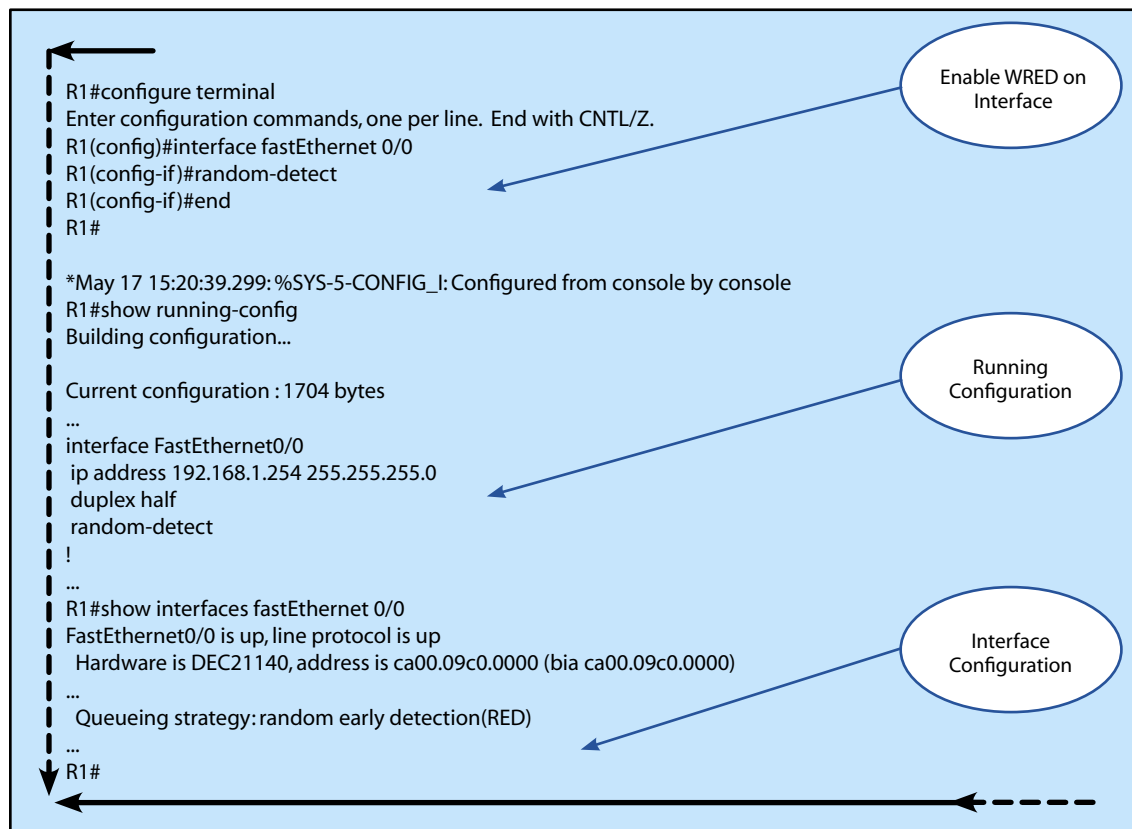 R1#configure terminal
Enter configuration commands, one per line. End with CNTL/Z.
R1(config)#interface fastEthernet 0/0
R1(config-if)#random-detect
R1(config-if)#end
R1#
Enable WRED on
Interface
*May 17 15:20:39.299: %SYS-5-CONFIG_I: Configured from console by console
R1#show running-config
Building configuration...
Current configuration : 1704 bytes
...
interface FastEthernet0/0
ip address 192.168.1.254 255.255.255.0
duplex half
random-detect
!
...
Running
Configuration
R1#show interfaces fastEthernet 0/0
FastEthernet0/0 is up, line protocol is up
Hardware is DEC21140, address is ca00.09c0.0000 (bia ca00.09c0.0000)
...
Queueing strategy: random early detection(RED)
...
R1#
Interface
Configuration